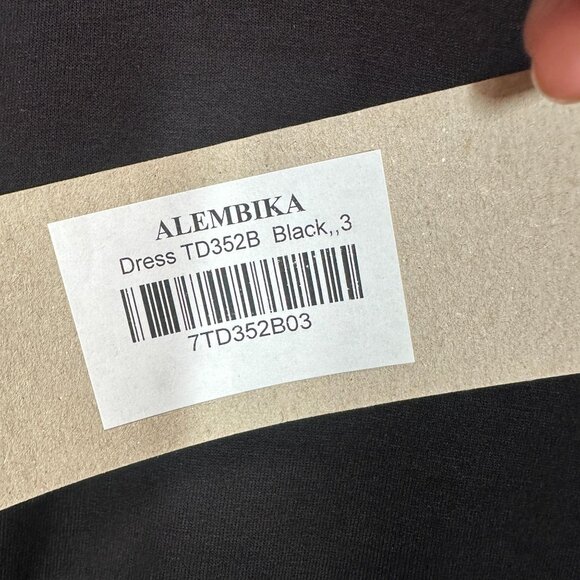 ALEMBIKA
Dress TD352B Black,,3
7TD352B03